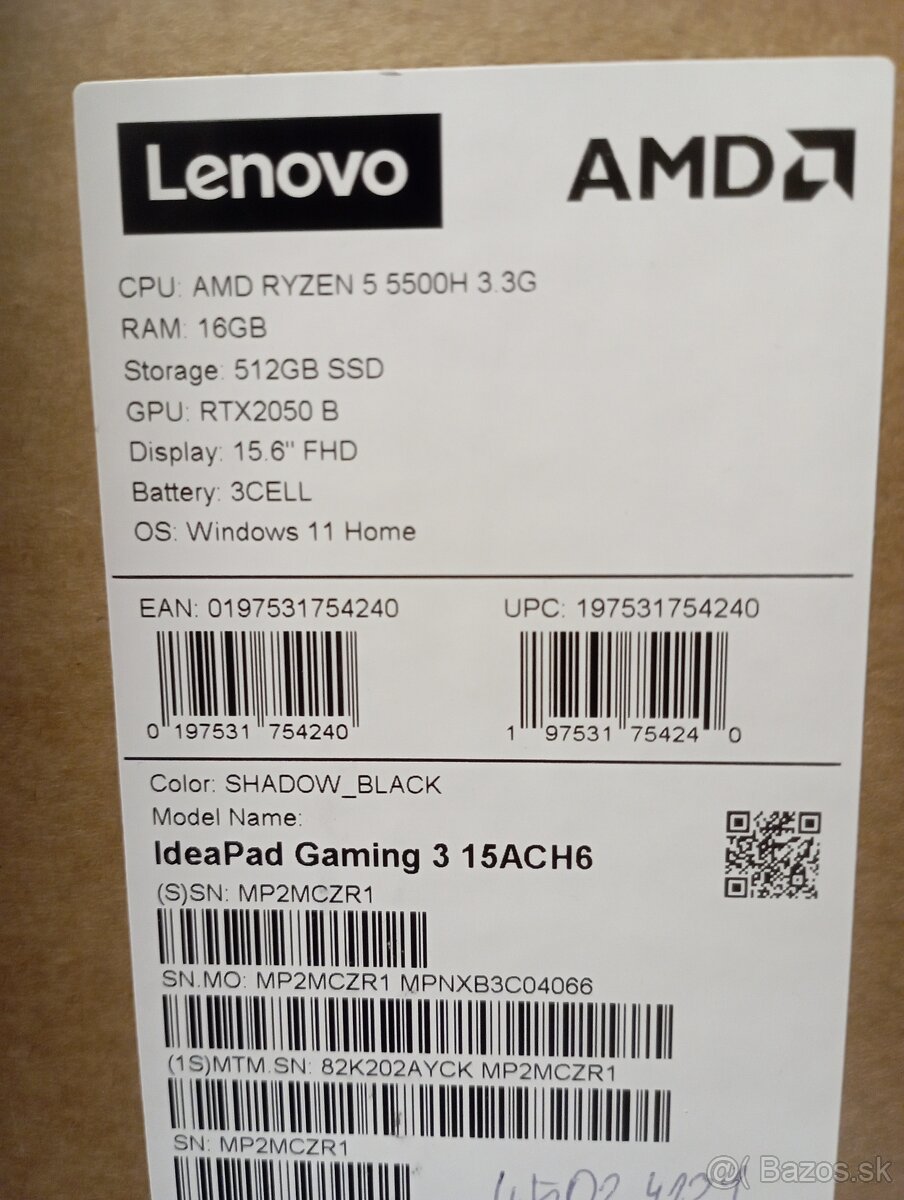 Lenovo
AMD
CPU: AMD RYZEN 5 5500H 3.3G
RAM: 16GB
Storage: 512GB SSD
GPU: RTX2050 B
Display: 15.6" FHD
Battery: 3CELL
OS: Windows 11 Home
EAN: 0197531754240
UPC: 197531754240
0 197531 754240
1 97531 75424 0
Color: SHADOW_BLACK
Model Name:
IdeaPad Gaming 3 15ACH6
(S)SN: MP2MCZR1
SN.MO: MP2MCZR1 MPNXB3C04066
(1S)MTM.SN: 82K202AYCK MP2MCZR1
SN: MP2MCZR1
Bazos.sk